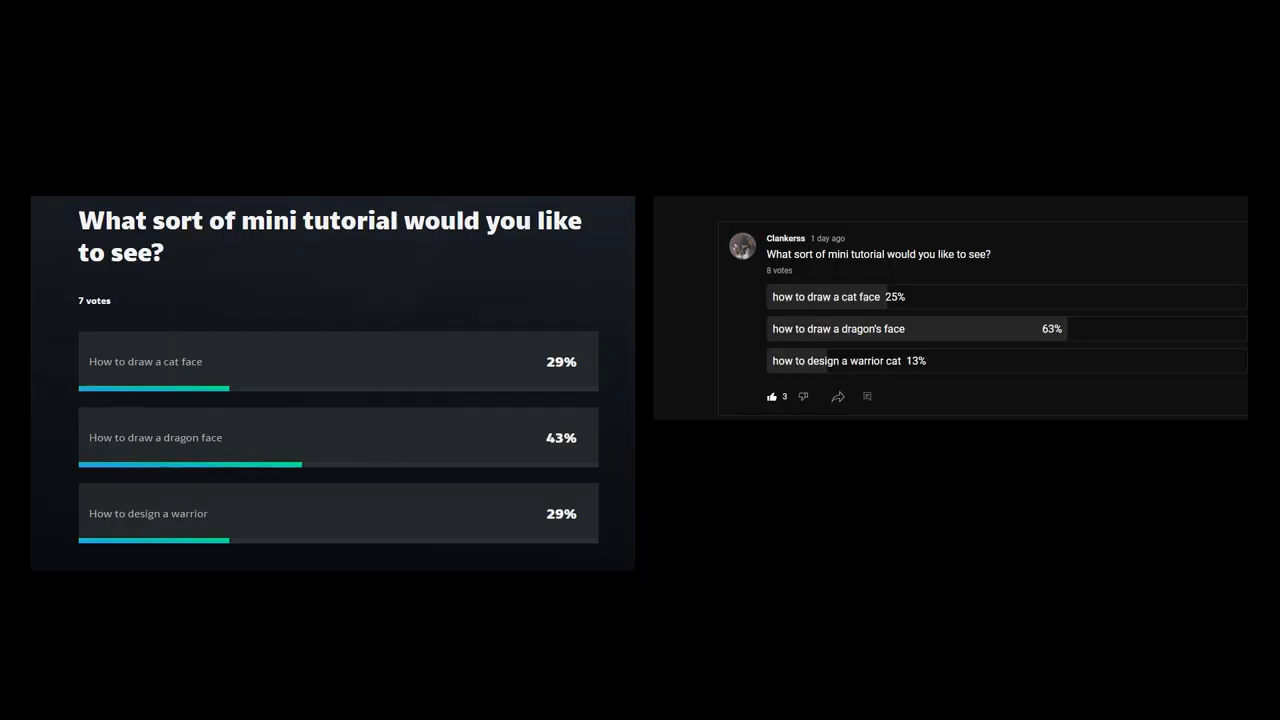 What sort of mini tutorial would you like
to see?
7 votes
How to draw a cat face 29%
How to draw a dragon face 43%
How to design a warrior 29%
Clankerss 1 day ago
What sort of mini tutorial would you like to see?
8 votes
how to draw a cat face 25%
how to draw a dragon's face 63%
how to design a warrior cat 13%
3